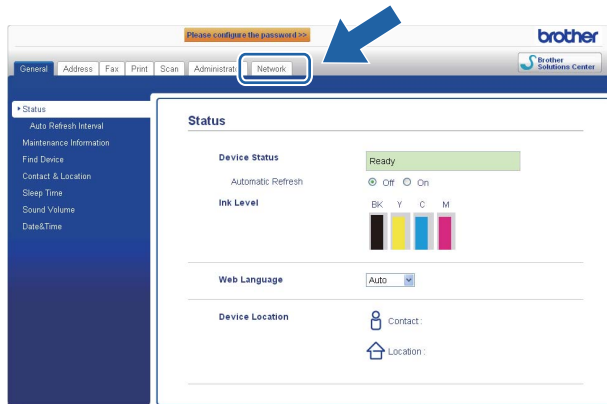 Please configure the password >>
brother
General Address Fax Print Scan Administrator Network
Brother
Solutions Center
Status
Auto Refresh Interval
Maintenance Information
Find Device
Contact & Location
Sleep Time
Sound Volume
Date&Time
Status
Device Status Ready
Automatic Refresh Off On
Ink Level BK Y C M
Web Language Auto
Device Location Contact :
Location :